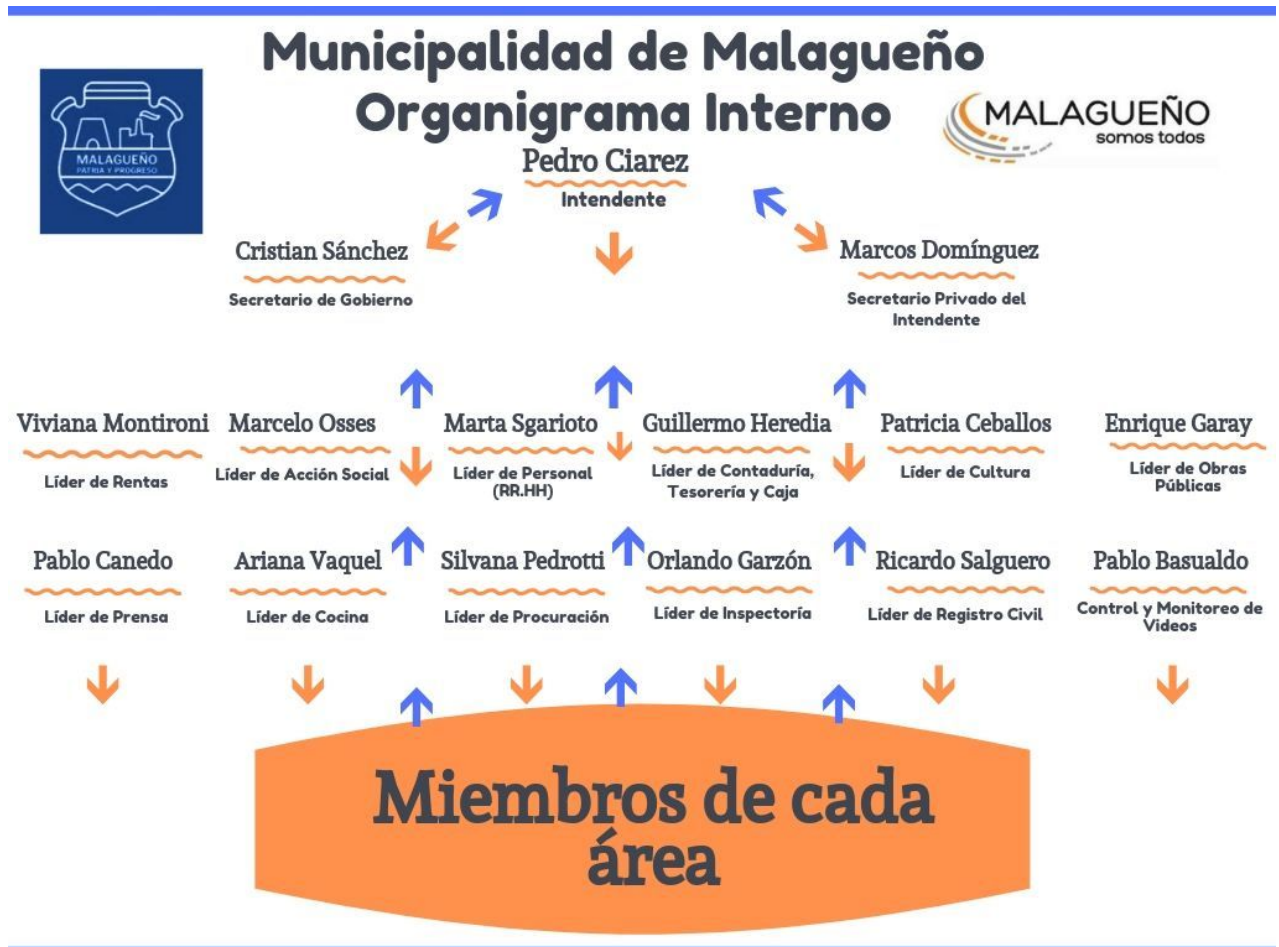 Municipalidad de Malagueño
Organigrama Interno
MALAGUEÑO
PATRIA Y PROGRESO
MALAGUEÑO
somos todos
Pedro Ciarez
Intendente
Cristian Sánchez
Secretario de Gobierno
Marcos Domínguez
Secretario Privado del
Intendente
Viviana Montironi
Líder de Rentas
Marcelo Osses
Líder de Acción Social
Marta Sgarioto
Líder de Personal
(RR.HH)
Guillermo Heredia
Líder de Contaduría,
Tesorería y Caja
Patricia Ceballos
Líder de Cultura
Enrique Garay
Líder de Obras
Públicas
Pablo Canedo
Líder de Prensa
Ariana Vaquel
Líder de Cocina
Silvana Pedrotti
Líder de Procuración
Orlando Garzón
Líder de Inspectoría
Ricardo Salguero
Líder de Registro Civil
Pablo Basualdo
Control y Monitoreo de
Videos
Miembros de cada
área